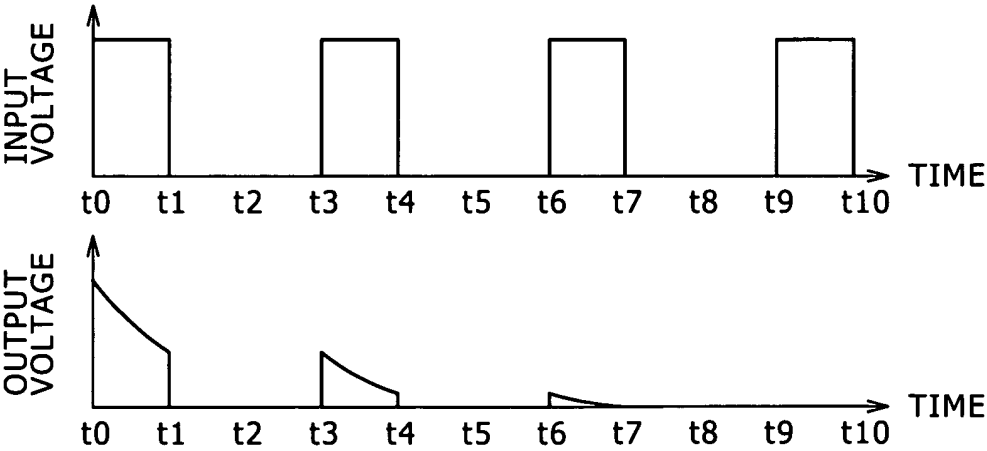 INPUT
VOLTAGE
t0 t1 t2 t3 t4 t5 t6 t7 t8 t9 t10
TIME
OUTPUT
VOLTAGE
t0 t1 t2 t3 t4 t5 t6 t7 t8 t9 t10
TIME